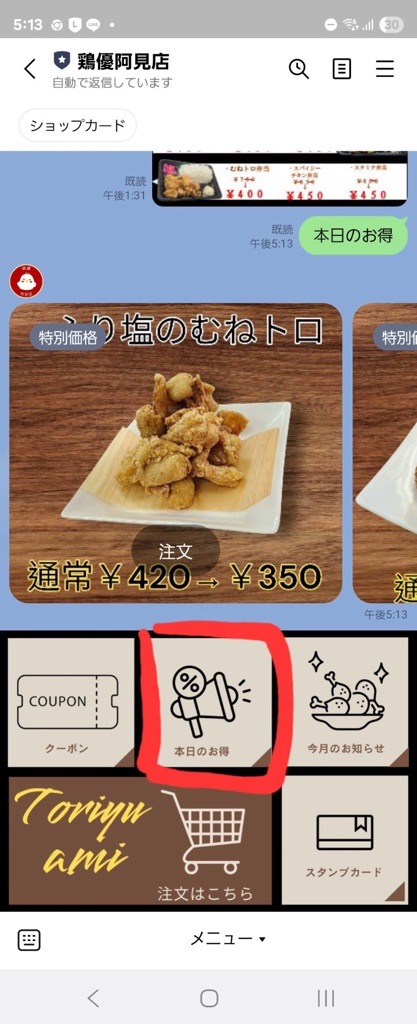 5:13
LINE
30
鶏優阿見店
自動で返信しています
ショップカード
・むねトロ弁当
・スパイシーチキン弁当
・スタミナ弁当
¥400
¥450
¥450
既読
午後1:31
既読
午後5:13
本日のお得
特別価格
ふり塩のむねトロ
注文
通常¥420→¥350
特別価
通
午後5:13
COUPON
クーポン
%
本日のお得
今月のお知らせ
Toriyu
ami
注文はこちら
スタンプカード
メニュー▼